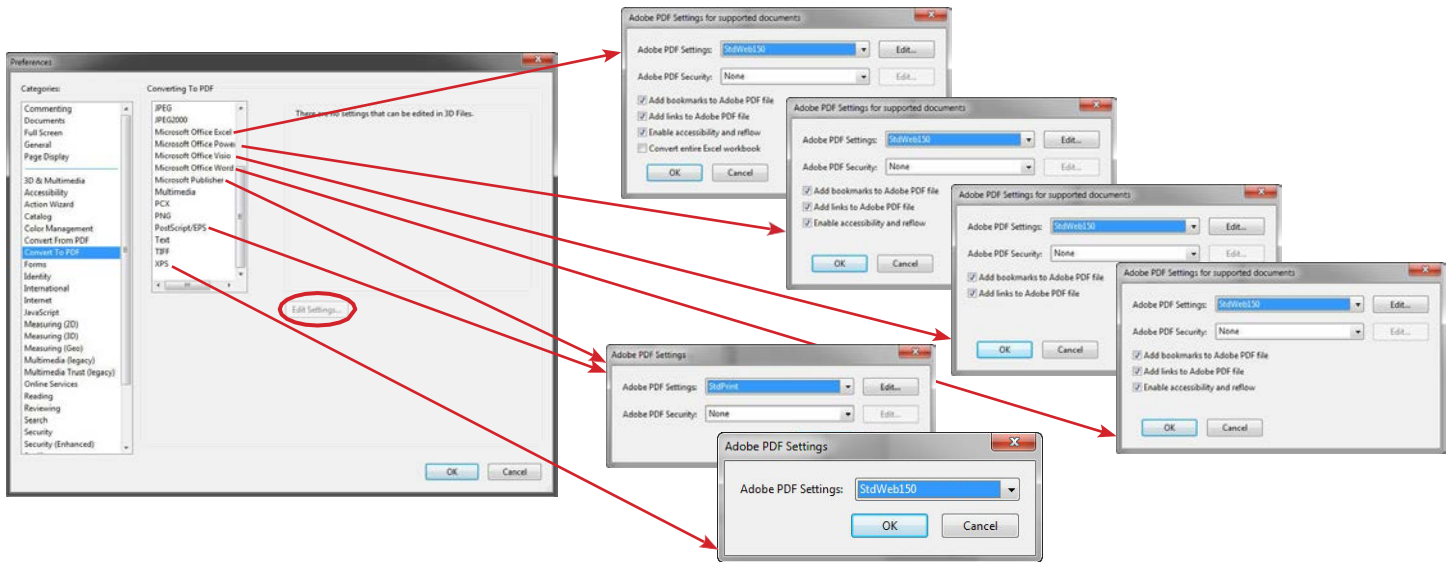 Preferences
Categories:
Commenting
Documents
Full Screen
General
Page Display
3D & Multimedia
Accessibility
Action Wizard
Catalog
Color Management
Convert From PDF
Convert To PDF
Forms
Identity
International
Internet
JavaScript
Measuring (2D)
Measuring (3D)
Measuring (Geo)
Multimedia (legacy)
Multimedia Trust (legacy)
Online Services
Reading
Reviewing
Search
Security
Security (Enhanced)
Converting To PDF
JPEG
JPEG2000
Microsoft Office Excel
Microsoft Office Power
Microsoft Office Visio
Microsoft Office Word
Microsoft Publisher
Multimedia
PCX
PNG
PostScript/EPS
Text
TIFF
XPS
There are no settings that can be edited in 3D Files.
Edit Settings...
OK Cancel
Adobe PDF Settings for supported documents
Adobe PDF Settings: StdWeb150 Edit...
Adobe PDF Security: None Edit...
Add bookmarks to Adobe PDF file
Add links to Adobe PDF file
Enable accessibility and reflow
Convert entire Excel workbook
OK Cancel
Adobe PDF Settings for supported documents
Adobe PDF Settings: StdWeb150 Edit...
Adobe PDF Security: None Edit...
Add bookmarks to Adobe PDF file
Add links to Adobe PDF file
Enable accessibility and reflow
OK Cancel
Adobe PDF Settings for supported documents
Adobe PDF Settings: StdWeb150 Edit...
Adobe PDF Security: None Edit...
Add bookmarks to Adobe PDF file
Add links to Adobe PDF file
OK Cancel
Adobe PDF Settings for supported documents
Adobe PDF Settings: StdWeb150 Edit...
Adobe PDF Security: None Edit...
Add bookmarks to Adobe PDF file
Add links to Adobe PDF file
Enable accessibility and reflow
OK Cancel
Adobe PDF Settings
Adobe PDF Settings: StdPrint Edit...
Adobe PDF Security: None Edit...
Adobe PDF Settings
Adobe PDF Settings: StdWeb150
OK Cancel